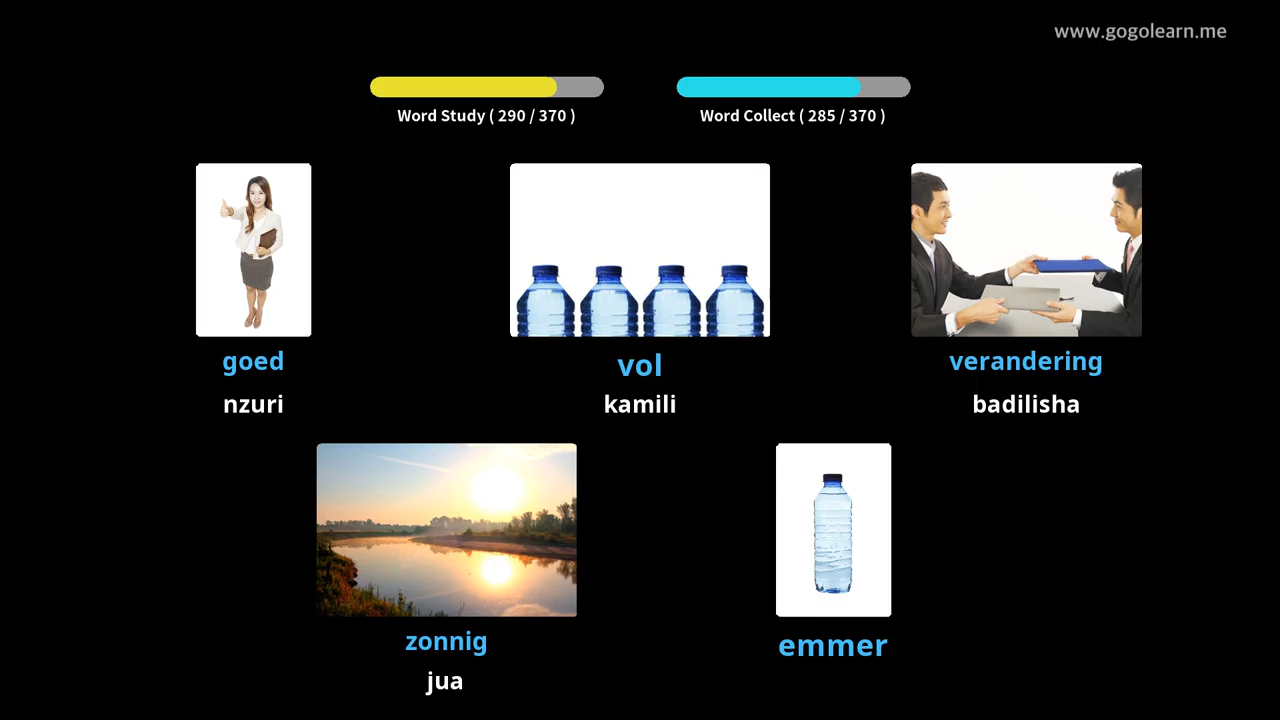 www.gogolearn.me
Word Study ( 290 / 370 )
Word Collect ( 285 / 370 )
goed
nzuri
vol
kamili
verandering
badilisha
zonnig
jua
emmer